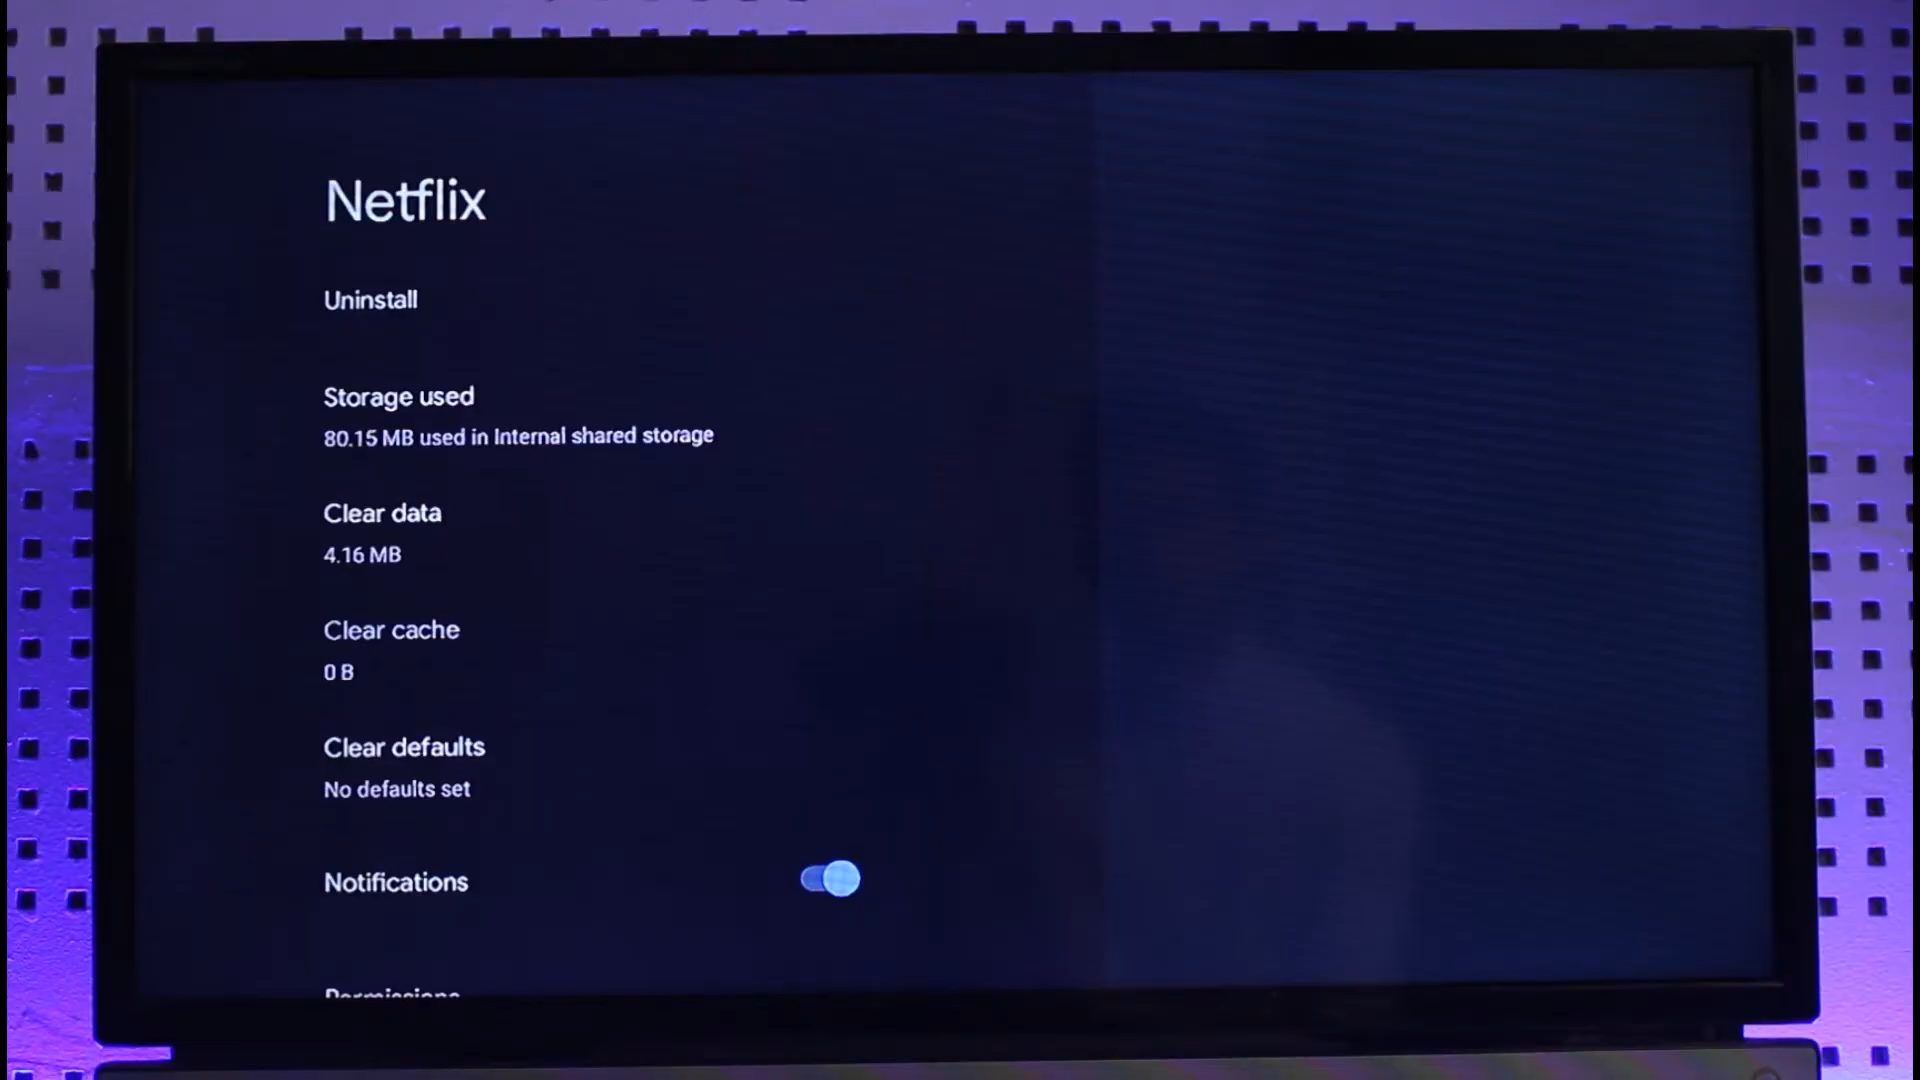 Netflix
Uninstall
Storage used
80.15 MB used in Internal shared storage
Clear data
4.16 MB
Clear cache
0 B
Clear defaults
No defaults set
Notifications
Permissions